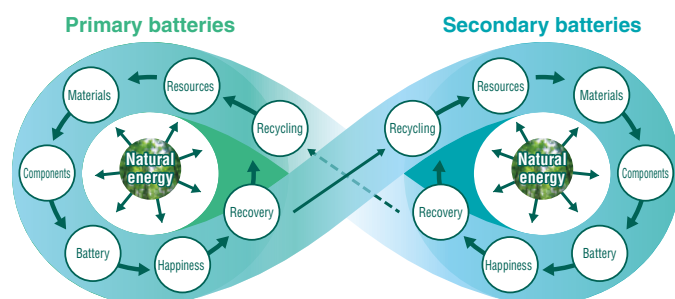 Primary batteries
Resources
Materials
Recycling
Natural
energy
Components
Recovery
Battery
Happiness
Secondary batteries
Resources
Materials
Recycling
Natural
energy
Components
Recovery
Battery
Happiness